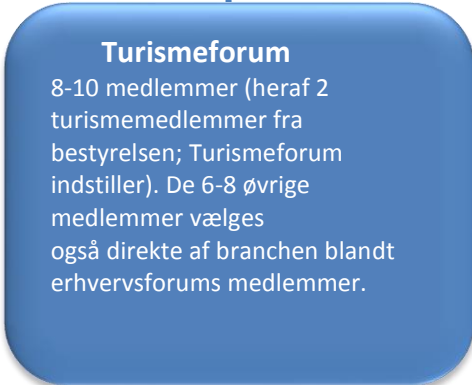 Turismeforum
8-10 medlemmer (heraf 2
turismemedlemmer fra
bestyrelsen; Turismeforum
indstiller). De 6-8 øvrige
medlemmer vælges
også direkte af branchen blandt
erhvervsforums medlemmer.